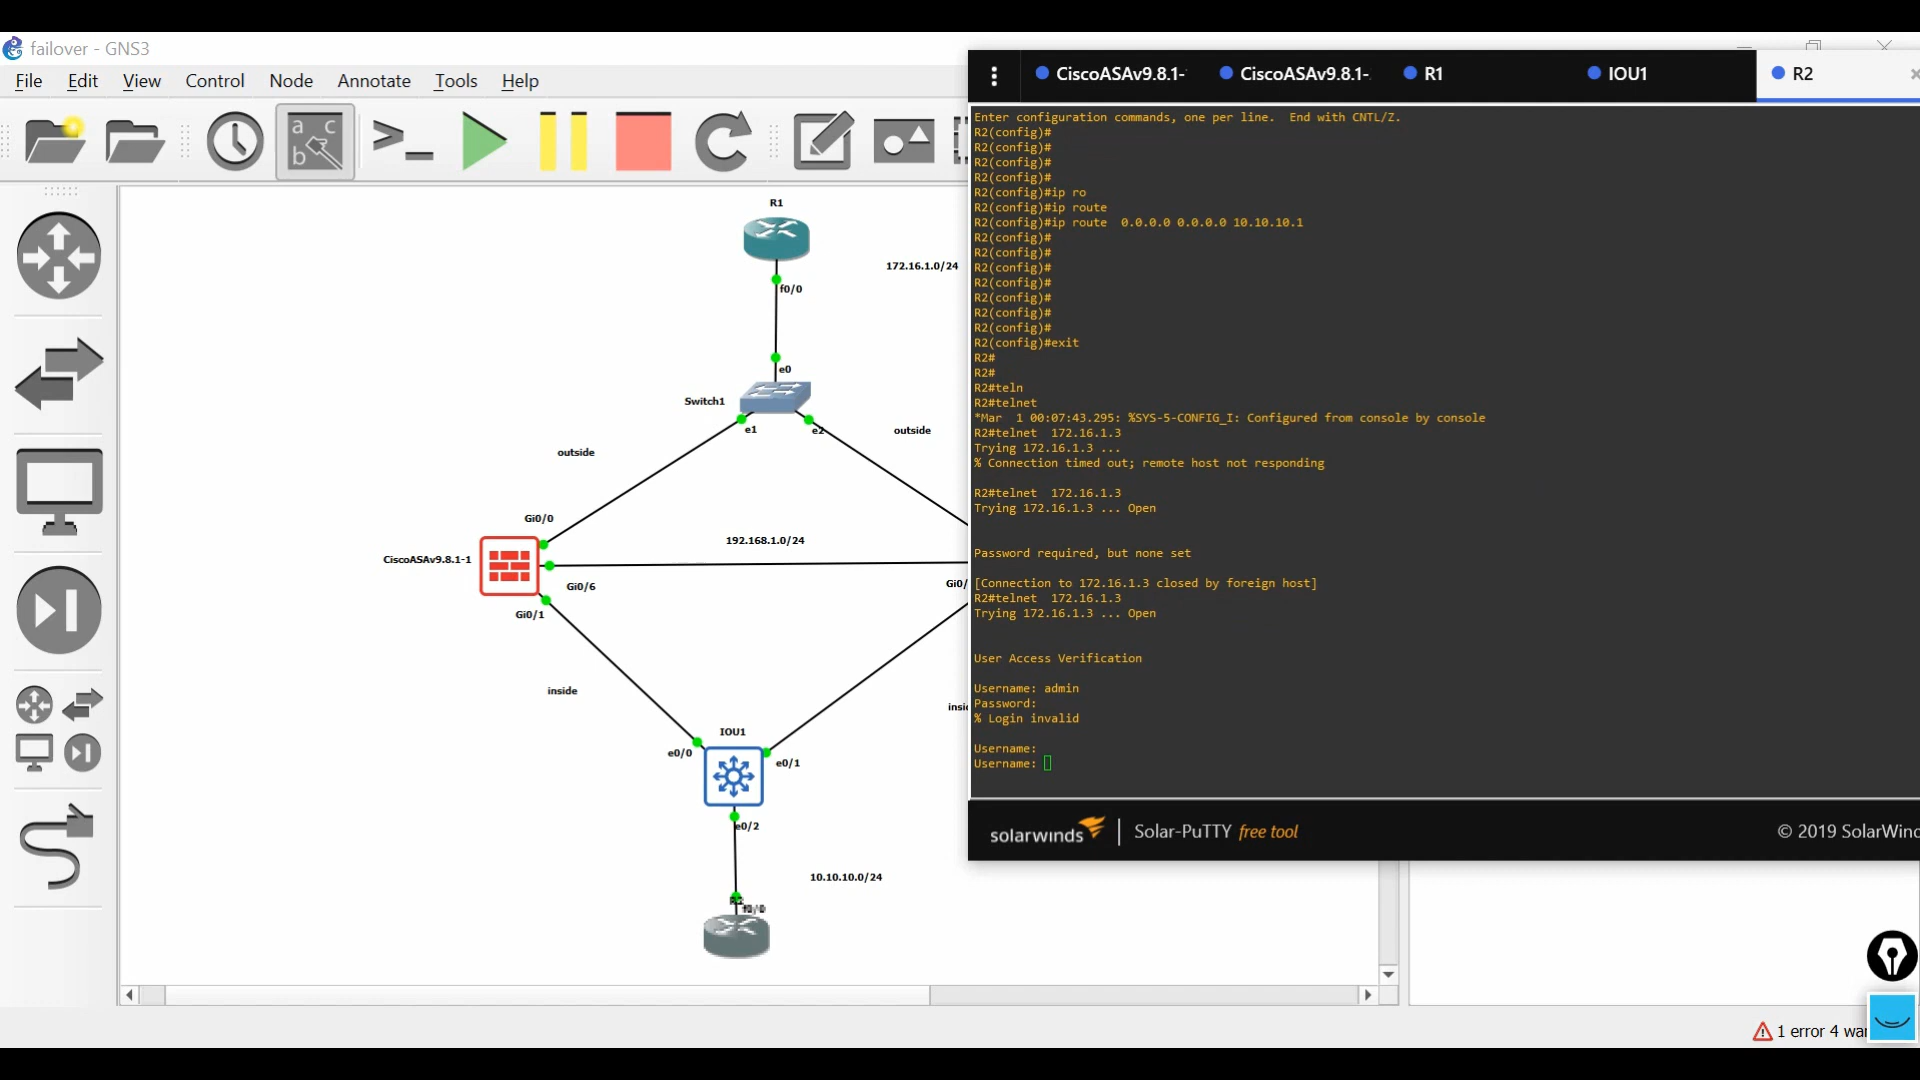 failover - GNS3
File Edit View Control Node Annotate Tools Help
R1
172.16.1.0/24
f0/0
e0
Switch1
e1
e2
outside
outside
Gi0/0
192.168.1.0/24
CiscoASAv9.8.1-1
Gi0/6
Gi0/
Gi0/1
inside
IOU1
e0/0
e0/1
e0/2
10.10.10.0/24
f0/0
CiscoASAv9.8.1- CiscoASAv9.8.1- R1 IOU1 R2
Enter configuration commands, one per line.  End with CNTL/Z.
R2(config)#
R2(config)#
R2(config)#
R2(config)#
R2(config)#ip ro
R2(config)#ip route
R2(config)#ip route  0.0.0.0 0.0.0.0 10.10.10.1
R2(config)#
R2(config)#
R2(config)#
R2(config)#
R2(config)#
R2(config)#
R2(config)#
R2(config)#exit
R2#
R2#
R2#teln
R2#telnet
*Mar  1 00:07:43.295: %SYS-5-CONFIG_I: Configured from console by console
R2#telnet  172.16.1.3
Trying 172.16.1.3 ...
% Connection timed out; remote host not responding
R2#telnet  172.16.1.3
Trying 172.16.1.3 ... Open
Password required, but none set
[Connection to 172.16.1.3 closed by foreign host]
R2#telnet  172.16.1.3
Trying 172.16.1.3 ... Open
User Access Verification
Username: admin
Password:
% Login invalid
Username:
Username:
solarwinds | Solar-PuTTY free tool
© 2019 SolarWinc
1 error 4 wa